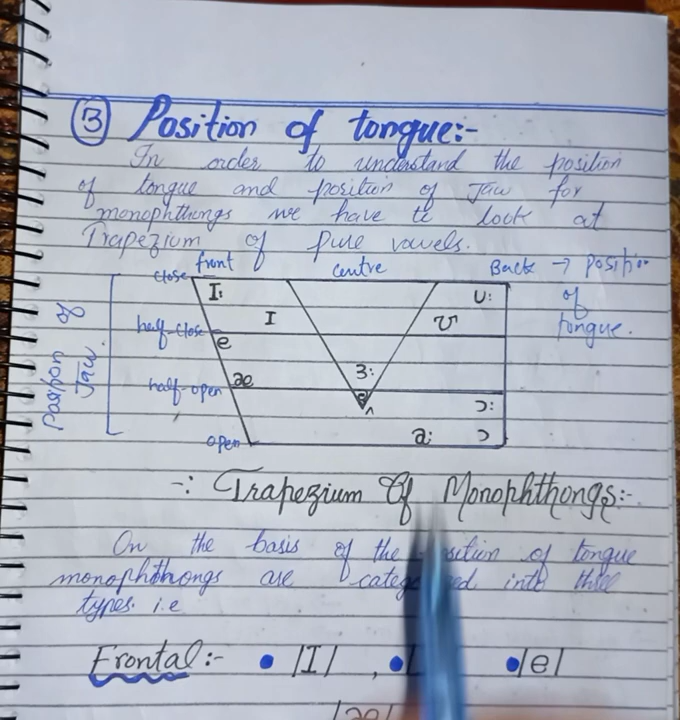 ③ Position of tongue:-
In order to understand the position
of tongue and position of Jaw for
monophthongs we have to look at
Trapezium of pure vowels.
front centre Back → position of tongue.
Position of Jaw.
close I: U:
I ʊ
half-close
e
3:
half-open æ
ə
ʌ ɔ:
open a: ɔ
-: Trapezium Of Monophthongs:-
On the basis of the position of tongue
monophthongs are into three
types. i.e
Frontal:- • /I/ , • • /e/
/æ/